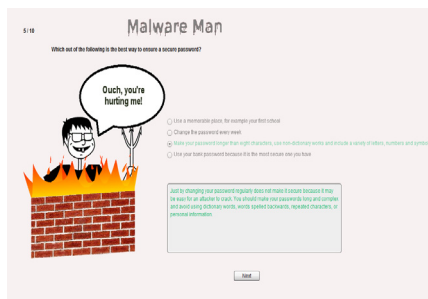 5 / 10
Malware Man
Which out of the following is the best way to ensure a secure password?
Ouch, you're
hurting me!
Use a memorable place, for example your first school
Change the password every week
Make your password longer than eight characters, use non-dictionary words and include a variety of letters, numbers and symbo
Use your bank password because it is the most secure one you have
Just by changing your password regularly does not make it secure because it may
be easy for an attacker to crack. You should make your passwords long and complex
and avoid using dictionary words, words spelled backwards, repeated characters, or
personal information
Next